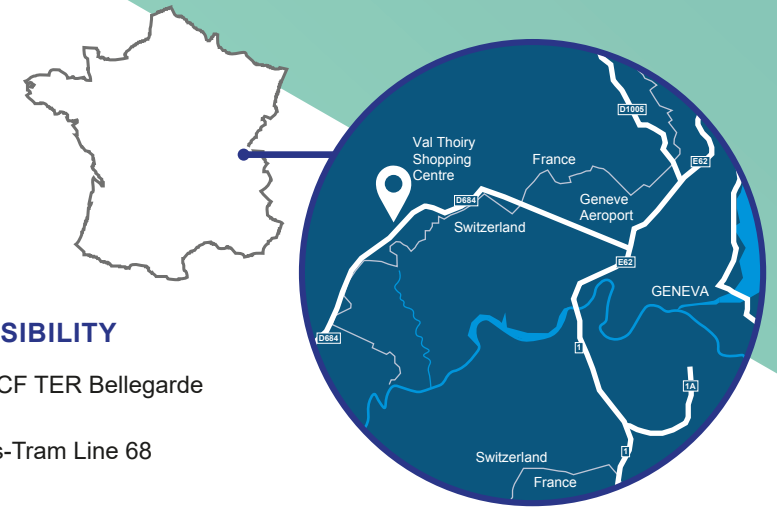 SIBILITY
CF TER Bellegarde
s-Tram Line 68
D1005
E62
Val Thoiry
Shopping
Centre
France
D684
Geneve
Aeroport
Switzerland
E62
GENEVA
D684
1
1A
1
Switzerland
France